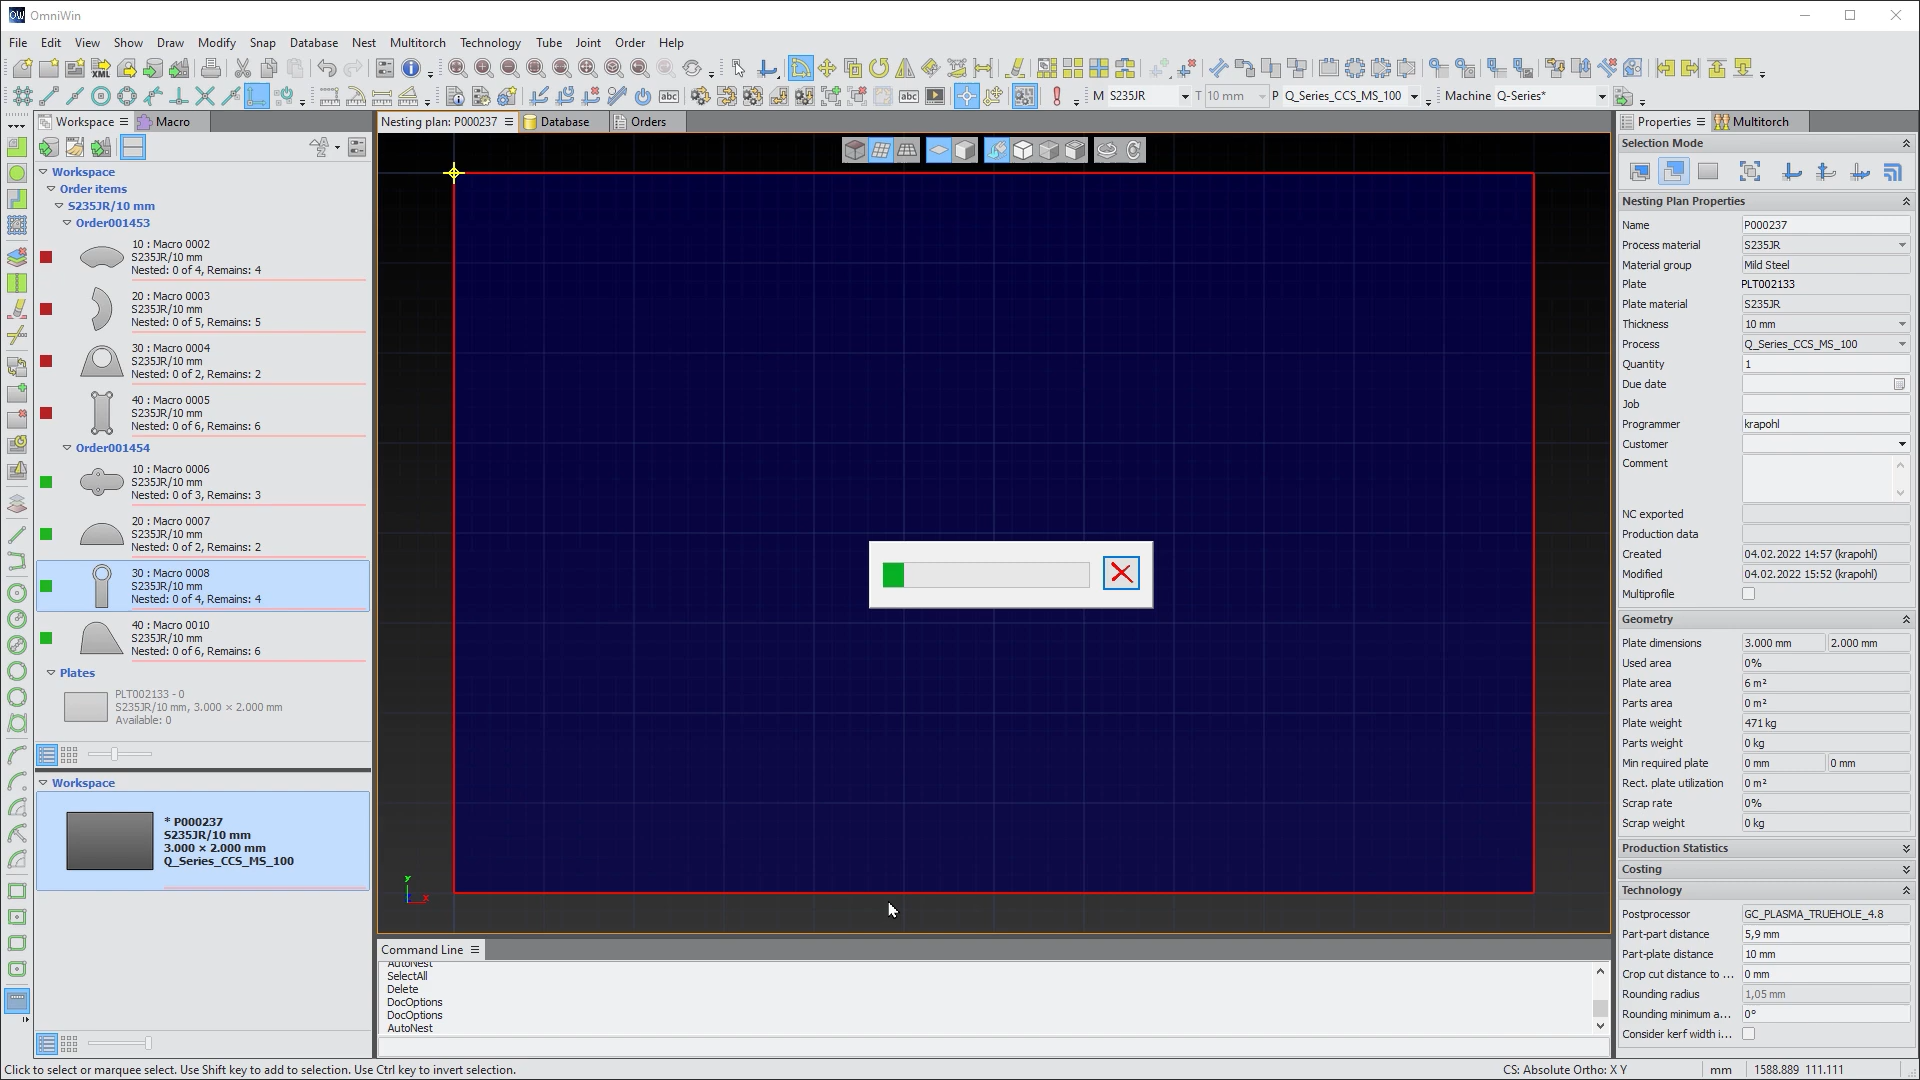 OW OmniWin
File Edit View Show Draw Modify Snap Database Nest Multitorch Technology Tube Joint Order Help
XML
abc abc M S235JR T 10 mm P Q_Series_CCS_MS_100 Machine Q-Series*
Workspace Macro
Nesting plan: P000237 Database Orders
Properties Multitorch
Workspace
Order items
S235JR/10 mm
Order001453
10 : Macro 0002
S235JR/10 mm
Nested: 0 of 4, Remains: 4
20 : Macro 0003
S235JR/10 mm
Nested: 0 of 5, Remains: 5
30 : Macro 0004
S235JR/10 mm
Nested: 0 of 2, Remains: 2
40 : Macro 0005
S235JR/10 mm
Nested: 0 of 6, Remains: 6
Order001454
10 : Macro 0006
S235JR/10 mm
Nested: 0 of 3, Remains: 3
20 : Macro 0007
S235JR/10 mm
Nested: 0 of 2, Remains: 2
30 : Macro 0008
S235JR/10 mm
Nested: 0 of 4, Remains: 4
40 : Macro 0010
S235JR/10 mm
Nested: 0 of 6, Remains: 6
Plates
PLT002133 - 0
S235JR/10 mm, 3.000 × 2.000 mm
Available: 0
Workspace
* P000237
S235JR/10 mm
3.000 × 2.000 mm
Q_Series_CCS_MS_100
Y
X
Command Line
AutoNest
SelectAll
Delete
DocOptions
DocOptions
AutoNest
Selection Mode
Nesting Plan Properties
Name P000237
Process material S235JR
Material group Mild Steel
Plate PLT002133
Plate material S235JR
Thickness 10 mm
Process Q_Series_CCS_MS_100
Quantity 1
Due date
Job
Programmer krapohl
Customer
Comment
NC exported
Production data
Created 04.02.2022 14:57 (krapohl)
Modified 04.02.2022 15:52 (krapohl)
Multiprofile
Geometry
Plate dimensions 3.000 mm 2.000 mm
Used area 0%
Plate area 6 m²
Parts area 0 m²
Plate weight 471 kg
Parts weight 0 kg
Min required plate 0 mm 0 mm
Rect. plate utilization 0 m²
Scrap rate 0%
Scrap weight 0 kg
Production Statistics
Costing
Technology
Postprocessor GC_PLASMA_TRUEHOLE_4.8
Part-part distance 5,9 mm
Part-plate distance 10 mm
Crop cut distance to ... 0 mm
Rounding radius 1,05 mm
Rounding minimum a... 0°
Consider kerf width i...
Click to select or marquee select. Use Shift key to add to selection. Use Ctrl key to invert selection.
CS: Absolute Ortho: X Y mm 1588.889 111.111